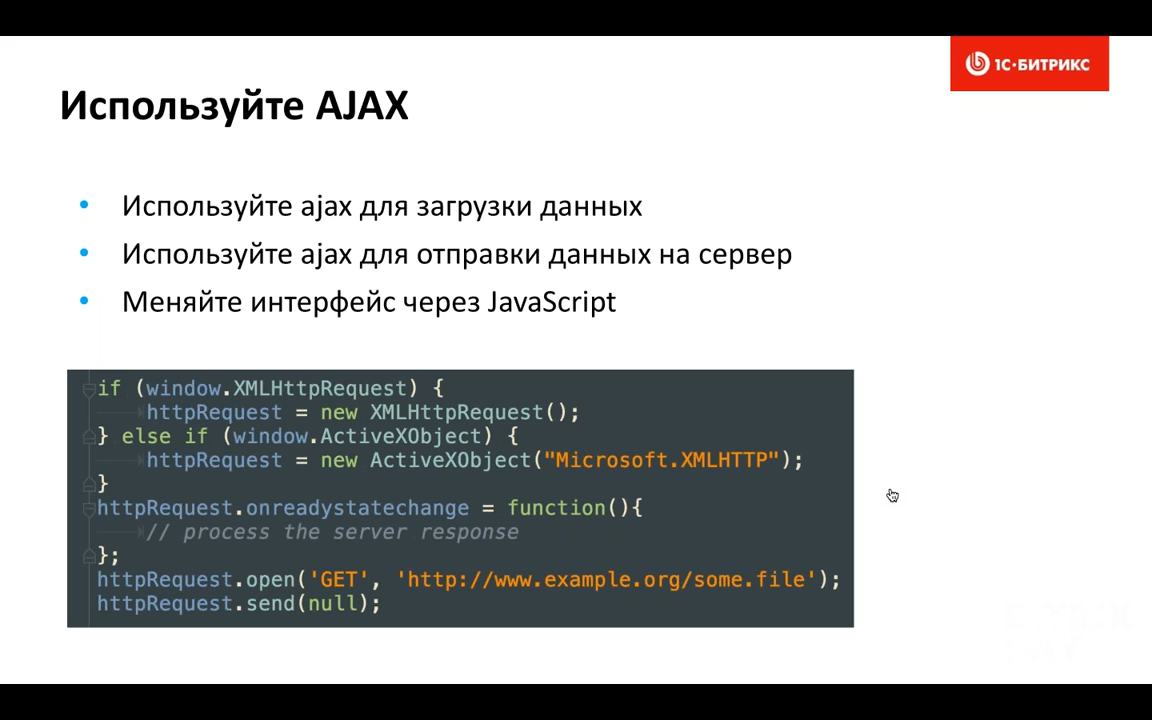 1С·БИТРИКС
Используйте AJAX
• Используйте ajax для загрузки данных
• Используйте ajax для отправки данных на сервер
• Меняйте интерфейс через JavaScript
if (window.XMLHttpRequest) {
httpRequest = new XMLHttpRequest();
} else if (window.ActiveXObject) {
httpRequest = new ActiveXObject("Microsoft.XMLHTTP");
}
httpRequest.onreadystatechange = function(){
// process the server response
};
httpRequest.open('GET', 'http://www.example.org/some.file');
httpRequest.send(null);